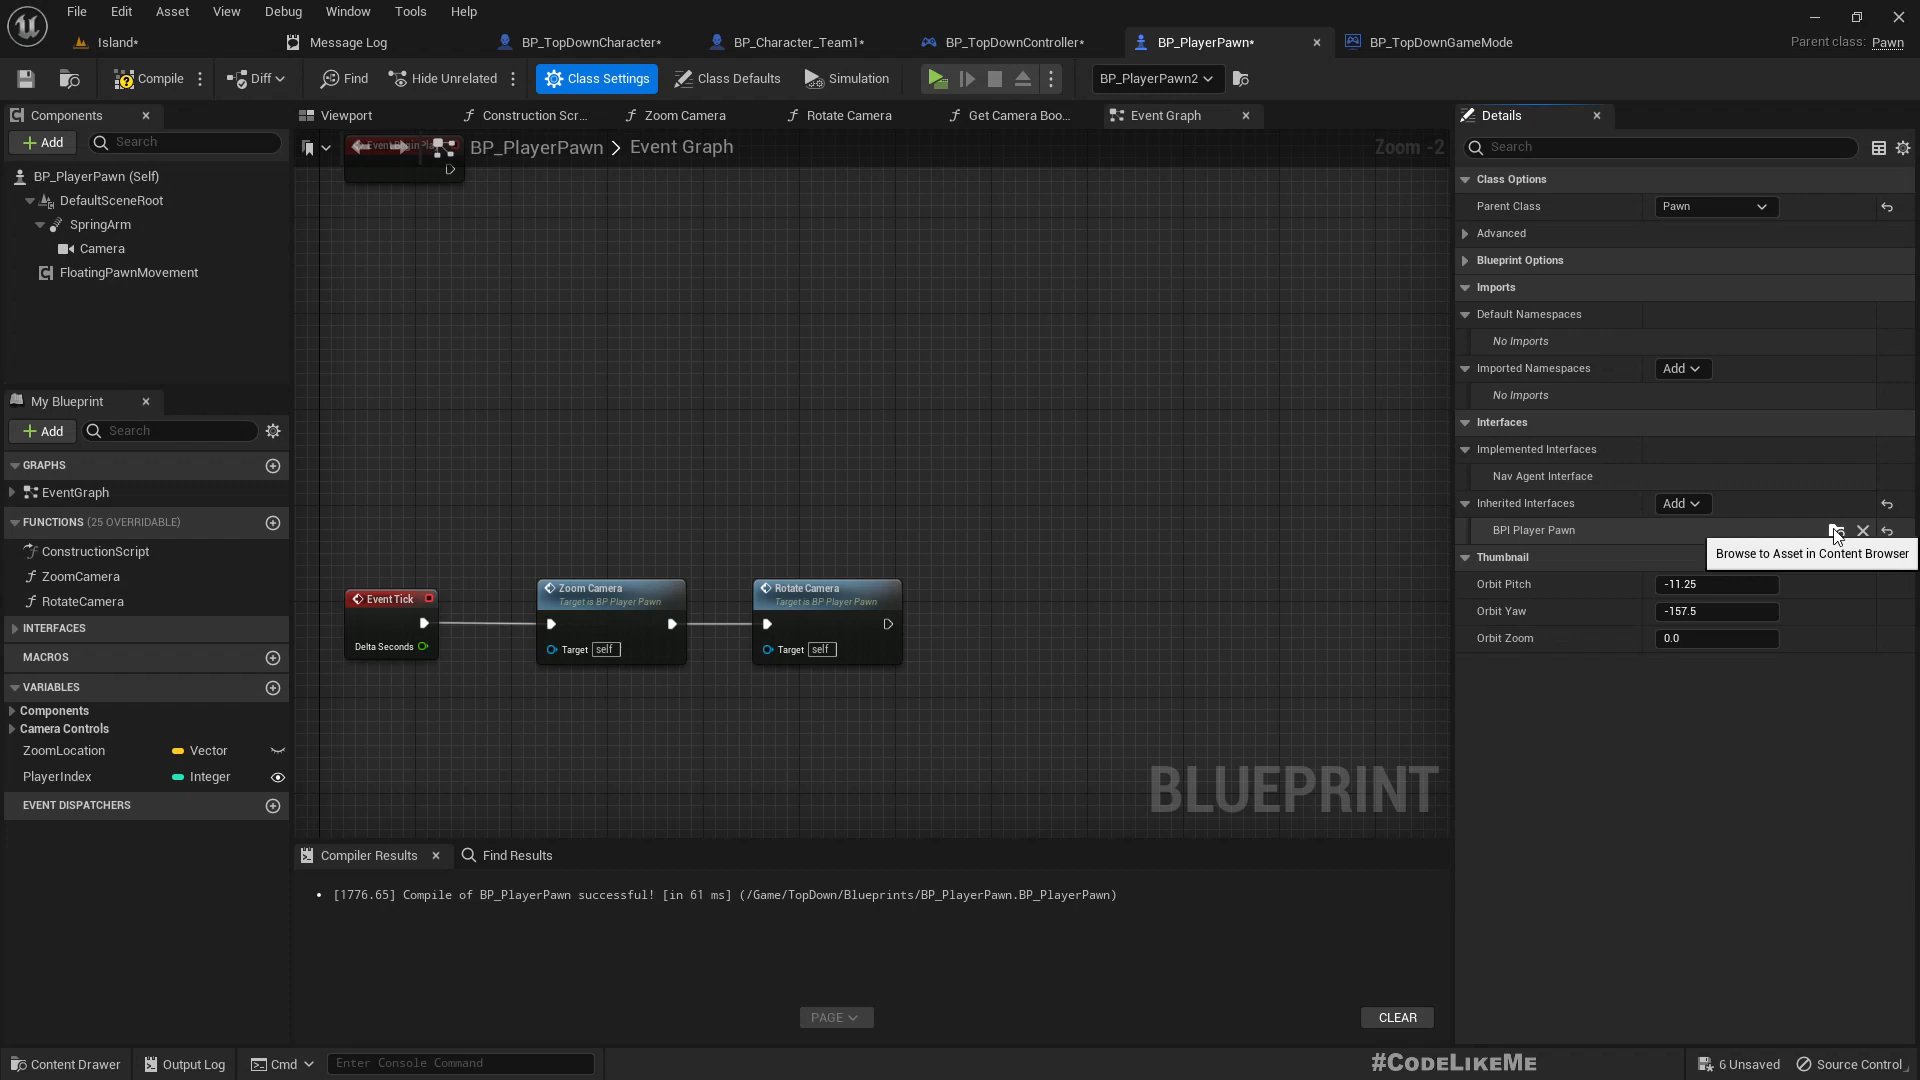 File Edit Asset View Debug Window Tools Help
Island* Message Log BP_TopDownCharacter* BP_Character_Team1* BP_TopDownController* BP_PlayerPawn* BP_TopDownGameMode Parent class: Pawn
Compile Diff Find Hide Unrelated Class Settings Class Defaults Simulation BP_PlayerPawn2
Components
Add Search
BP_PlayerPawn (Self)
DefaultSceneRoot
SpringArm
Camera
FloatingPawnMovement
My Blueprint
Add Search
GRAPHS
EventGraph
FUNCTIONS (25 OVERRIDABLE)
ConstructionScript
ZoomCamera
RotateCamera
INTERFACES
MACROS
VARIABLES
Components
Camera Controls
ZoomLocation Vector
PlayerIndex Integer
EVENT DISPATCHERS
Viewport Construction Scr... Zoom Camera Rotate Camera Get Camera Boo... Event Graph
BP_PlayerPawn > Event Graph Zoom -2
Event Tick
Delta Seconds
Zoom Camera
Target is BP Player Pawn
Target self
Rotate Camera
Target is BP Player Pawn
Target self
BLUEPRINT
Compiler Results Find Results
[1776.65] Compile of BP_PlayerPawn successful! [in 61 ms] (/Game/TopDown/Blueprints/BP_PlayerPawn.BP_PlayerPawn)
PAGE CLEAR
Details
Search
Class Options
Parent Class Pawn
Advanced
Blueprint Options
Imports
Default Namespaces
No Imports
Imported Namespaces Add
No Imports
Interfaces
Implemented Interfaces
Nav Agent Interface
Inherited Interfaces Add
BPI Player Pawn
Browse to Asset in Content Browser
Thumbnail
Orbit Pitch -11.25
Orbit Yaw -157.5
Orbit Zoom 0.0
Content Drawer Output Log Cmd Enter Console Command #CODELIKEME 6 Unsaved Source Control